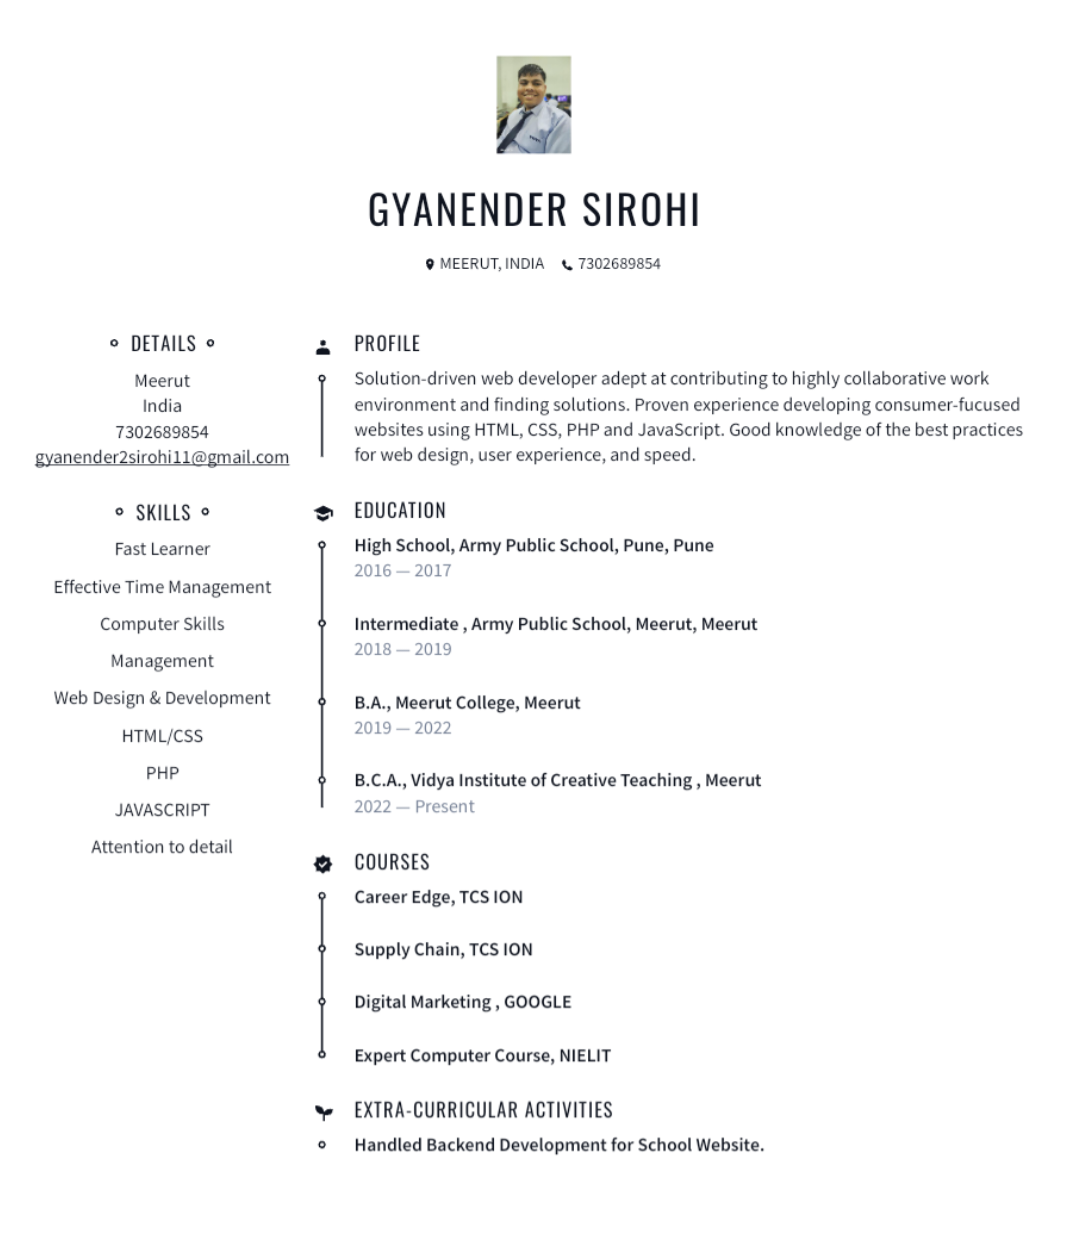 GYANENDER SIROHI
MEERUT, INDIA 7302689854
DETAILS
Meerut
India
7302689854
gyanender2sirohi11@gmail.com
SKILLS
Fast Learner
Effective Time Management
Computer Skills
Management
Web Design & Development
HTML/CSS
PHP
JAVASCRIPT
Attention to detail
PROFILE
Solution-driven web developer adept at contributing to highly collaborative work
environment and finding solutions. Proven experience developing consumer-fucused
websites using HTML, CSS, PHP and JavaScript. Good knowledge of the best practices
for web design, user experience, and speed.
EDUCATION
High School, Army Public School, Pune, Pune
2016 — 2017
Intermediate , Army Public School, Meerut, Meerut
2018 — 2019
B.A., Meerut College, Meerut
2019 — 2022
B.C.A., Vidya Institute of Creative Teaching , Meerut
2022 — Present
COURSES
Career Edge, TCS ION
Supply Chain, TCS ION
Digital Marketing , GOOGLE
Expert Computer Course, NIELIT
EXTRA-CURRICULAR ACTIVITIES
Handled Backend Development for School Website.